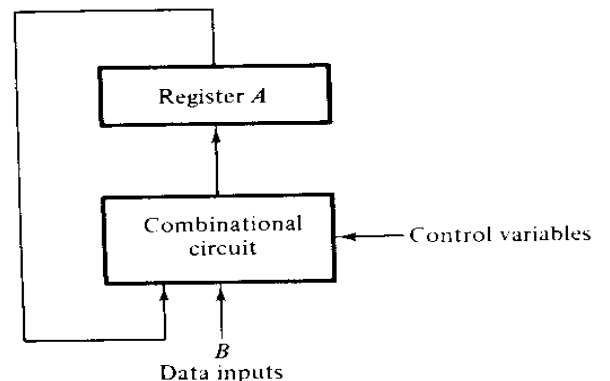 Register A
Combinational
circuit
Control variables
B
Data inputs